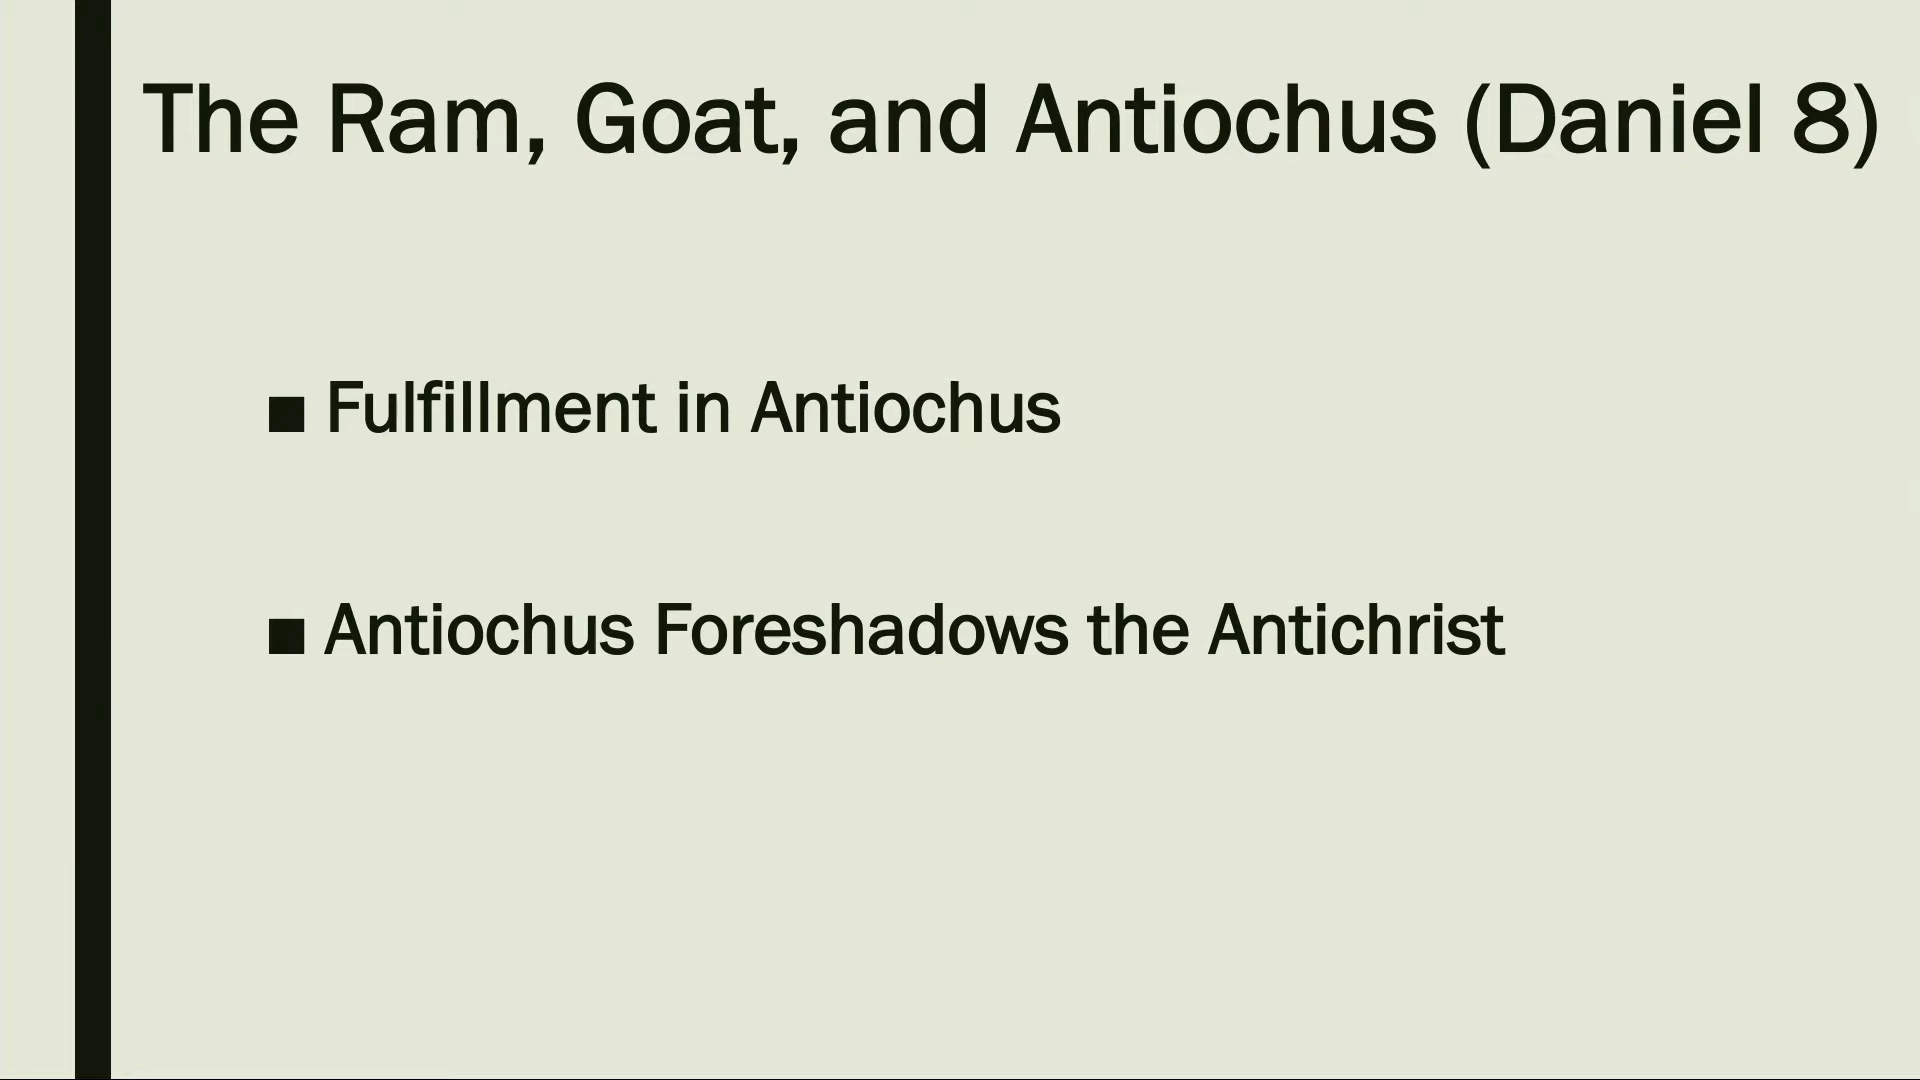 The Ram, Goat, and Antiochus (Daniel 8)
■ Fulfillment in Antiochus
■ Antiochus Foreshadows the Antichrist